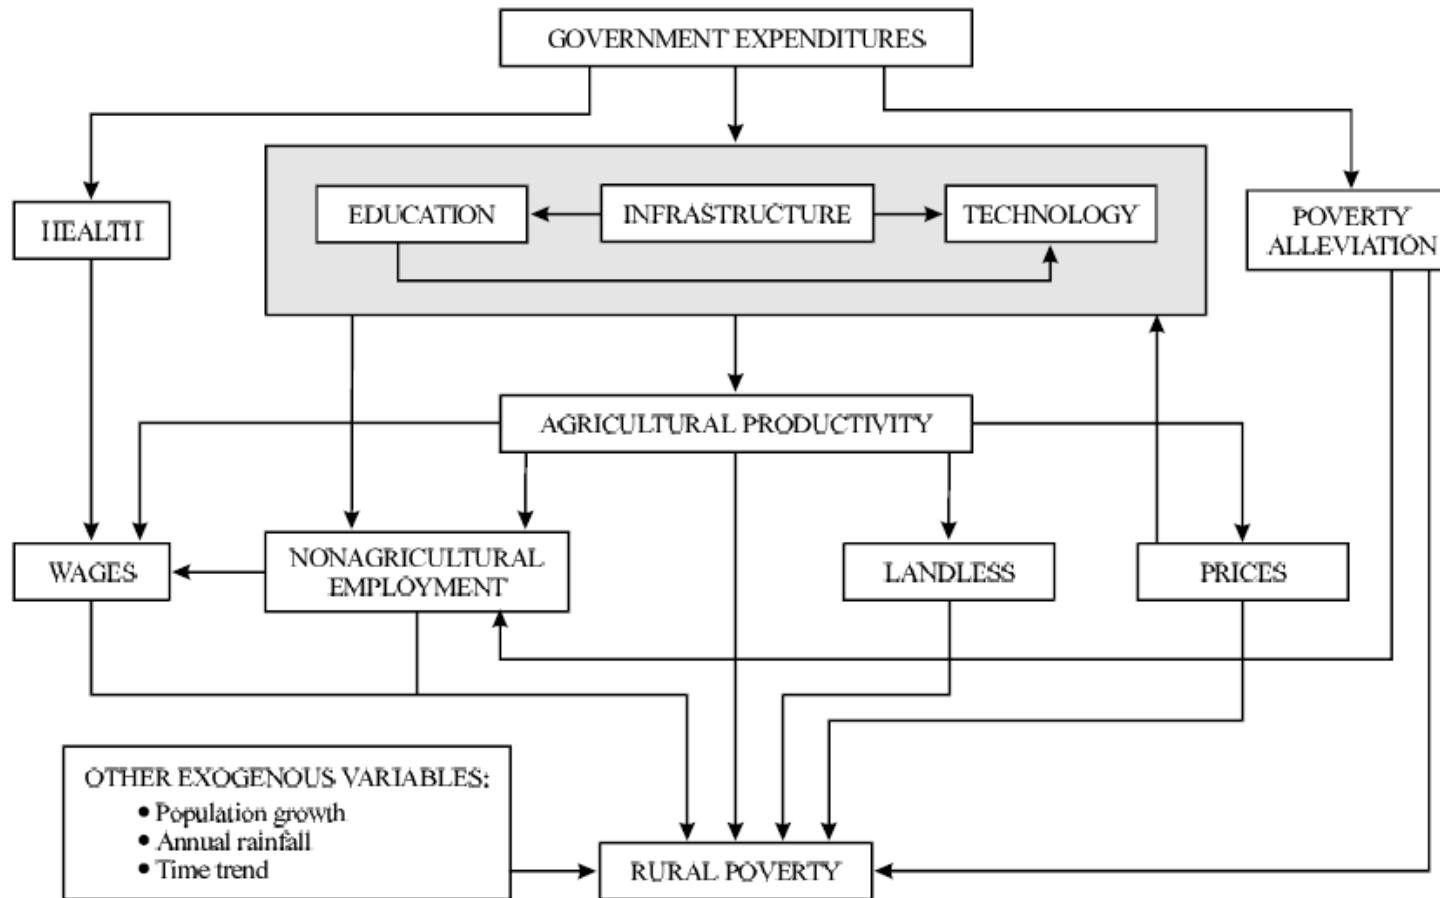 GOVERNMENT EXPENDITURES
EDUCATION
INFRASTRUCTURE
TECHNOLOGY
HEALTH
POVERTY
ALLEVIATION
AGRICULTURAL PRODUCTIVITY
WAGES
NONAGRICULTURAL
EMPLOYMENT
LANDLESS
PRICES
OTHER EXOGENOUS VARIABLES:
• Population growth
• Annual rainfall
• Time trend
RURAL POVERTY